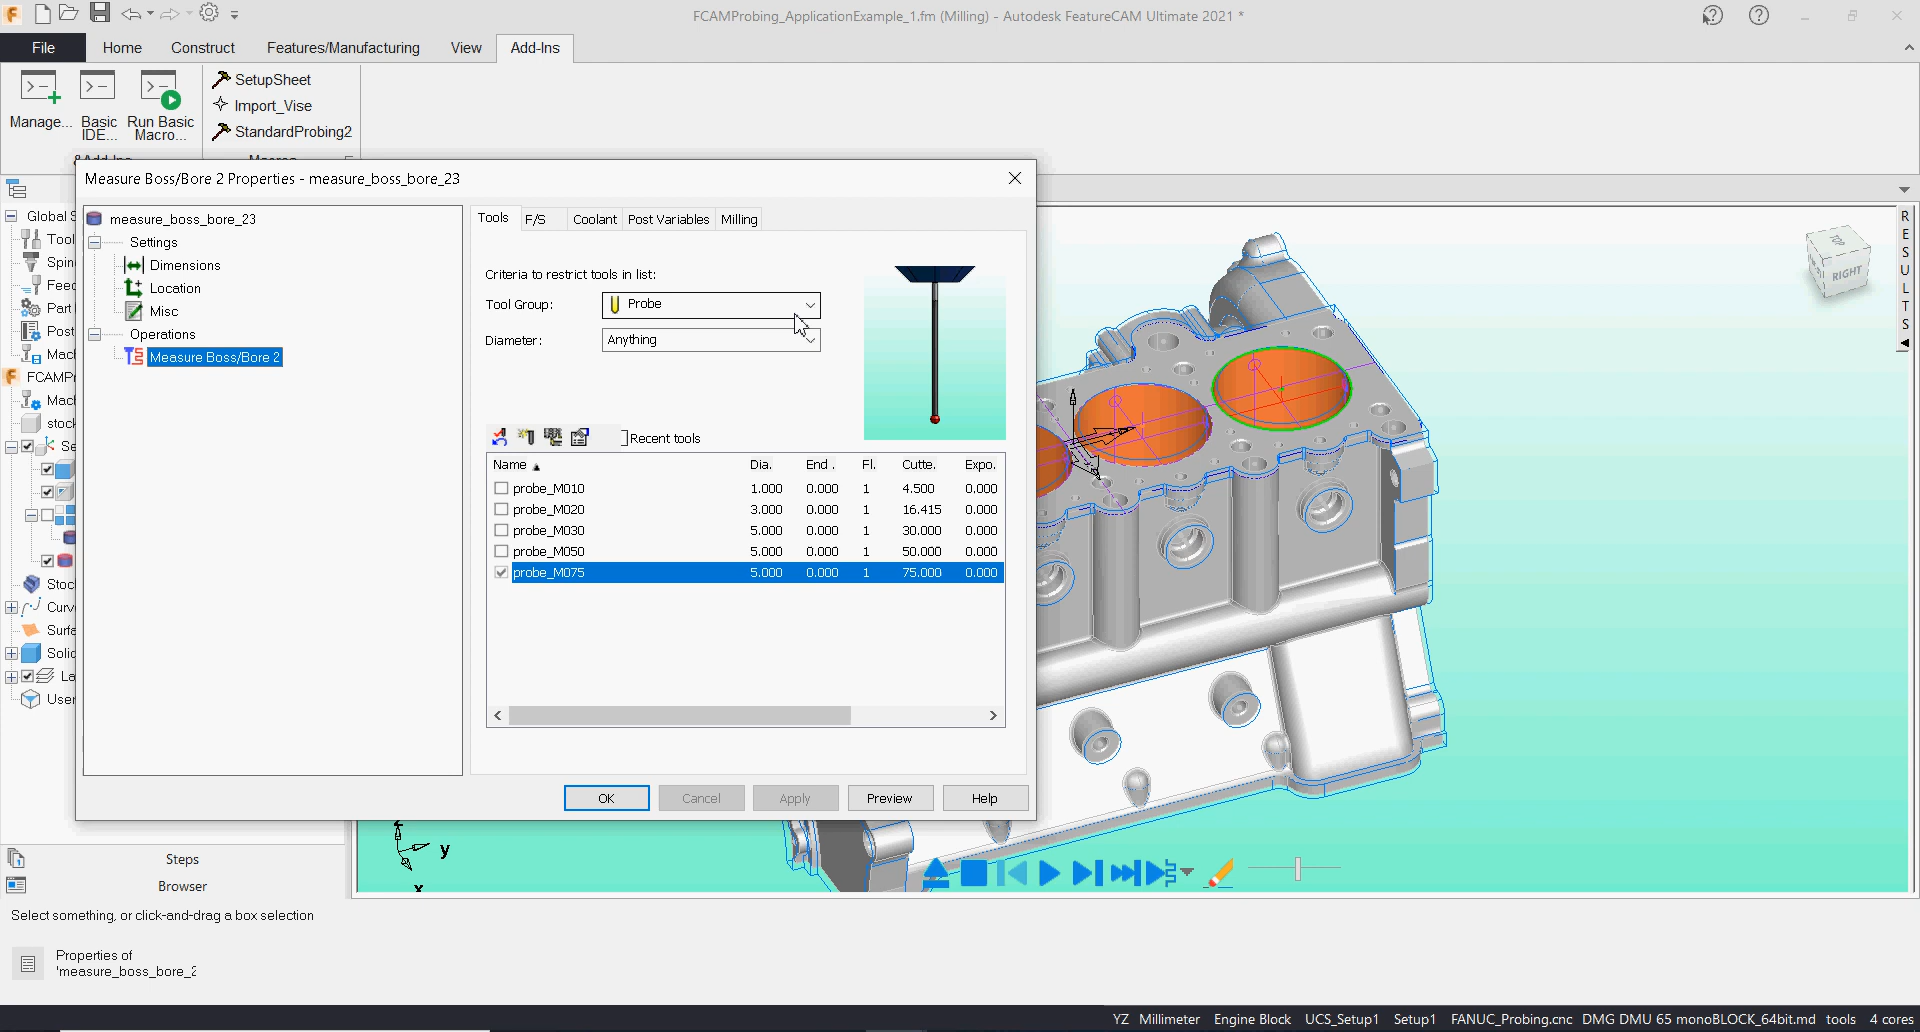 FCAMProbing_ApplicationExample_1.fm (Milling) - Autodesk FeatureCAM Ultimate 2021 *
File Home Construct Features/Manufacturing View Add-Ins
SetupSheet
Import_Vise
StandardProbing2
Manage... Basic IDE... Run Basic Macro...
Measure Boss/Bore 2 Properties - measure_boss_bore_23
Global S
Tool
Spin
Feed
Part
Post
Mach
FCAMPr
Mach
stoc
Se
Stoc
Curv
Surfa
Solid
La
User
measure_boss_bore_23
Settings
Dimensions
Location
Misc
Operations
Measure Boss/Bore 2
Tools F/S Coolant Post Variables Milling
Criteria to restrict tools in list:
Tool Group: Probe
Diameter: Anything
Recent tools
Name Dia. End . Fl. Cutte. Expo.
probe_M010 1.000 0.000 1 4.500 0.000
probe_M020 3.000 0.000 1 16.415 0.000
probe_M030 5.000 0.000 1 30.000 0.000
probe_M050 5.000 0.000 1 50.000 0.000
probe_M075 5.000 0.000 1 75.000 0.000
OK Cancel Apply Preview Help
TOP
RIGHT
RESULTS
z
y
x
Steps
Browser
Select something, or click-and-drag a box selection
Properties of
'measure_boss_bore_2
YZ Millimeter Engine Block UCS_Setup1 Setup1 FANUC_Probing.cnc DMG DMU 65 monoBLOCK_64bit.md tools 4 cores